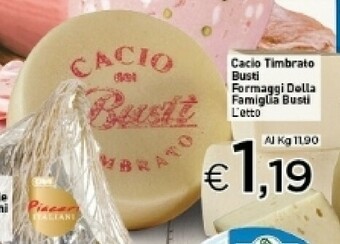 CACIO
dei
Busti
TIMBRATO
Cacio Timbrato
Busti
Formaggi Della
Famiglia Busti
L'etto
Al Kg 11,90
€1,19
Piaceri
ITALIANI